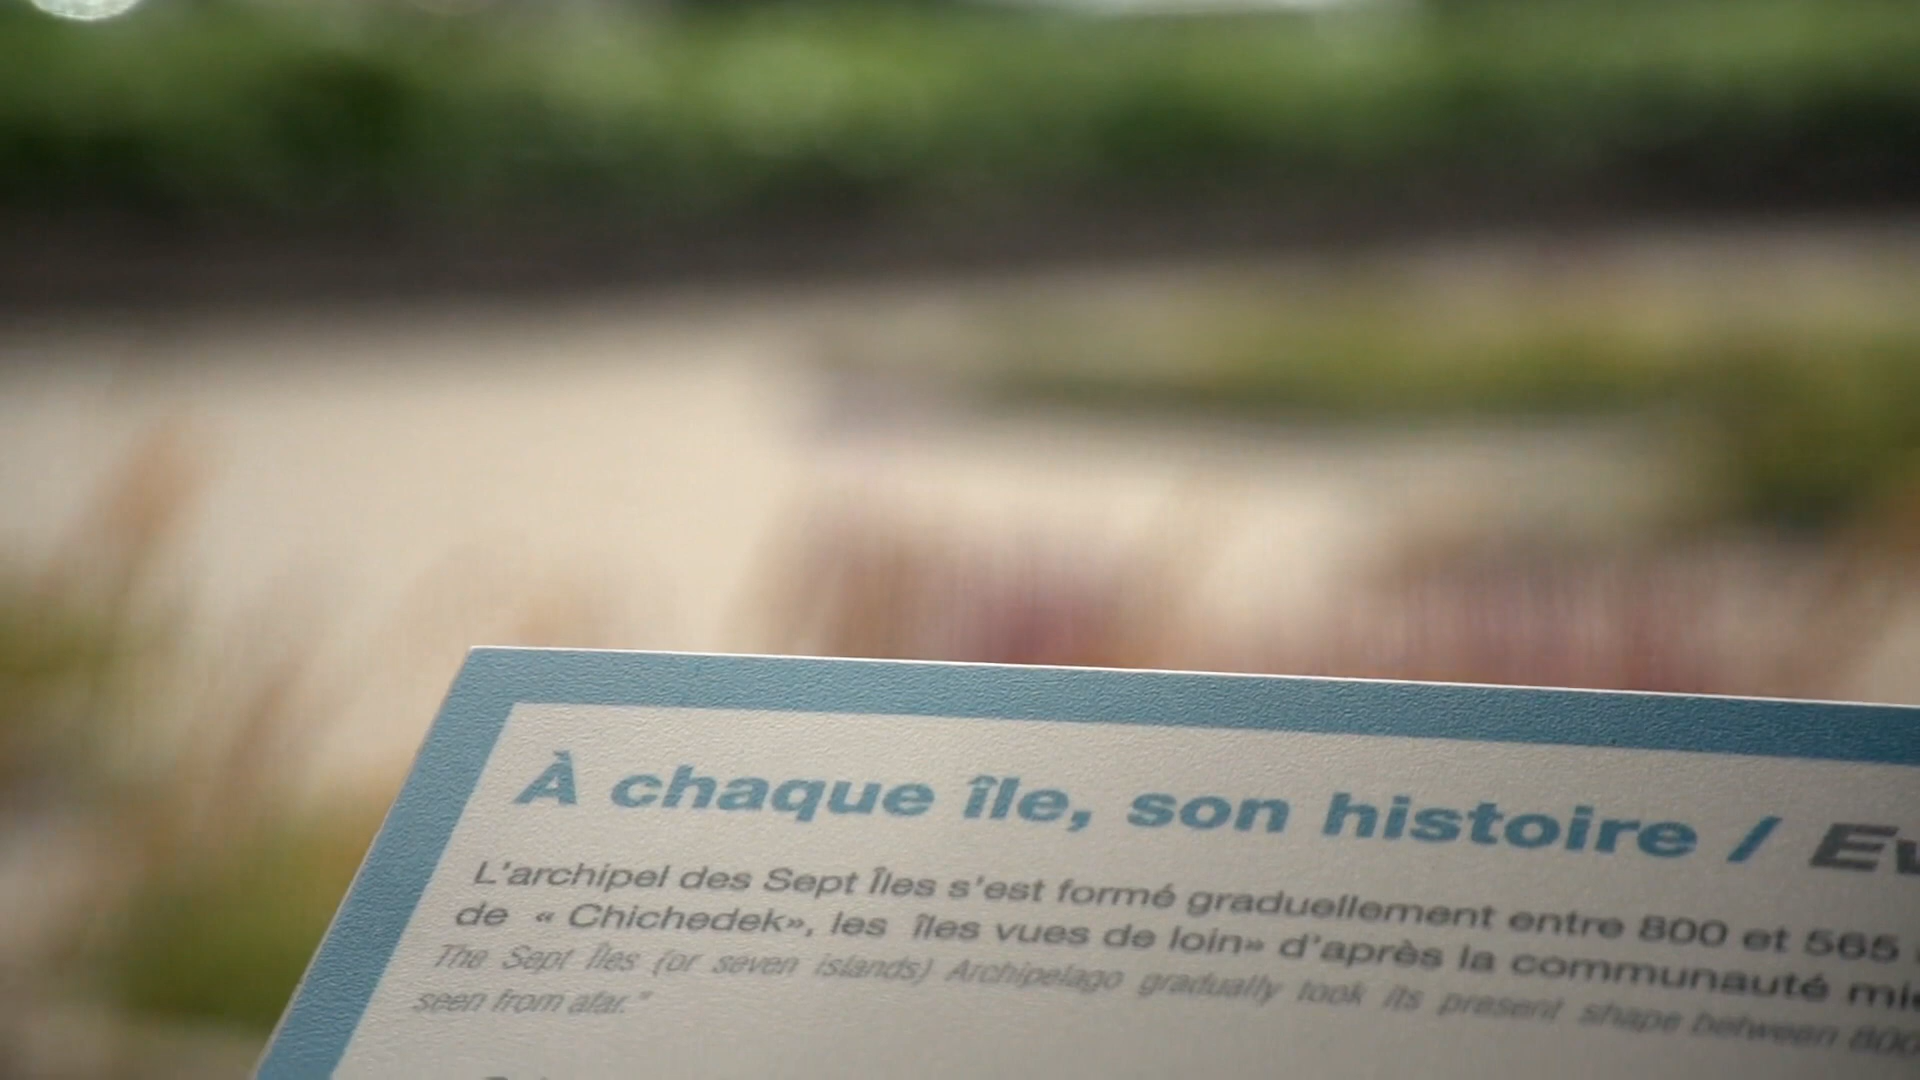 À chaque île, son histoire /
L'archipel des Sept Îles s'est formé graduellement entre 800 et 565
de « Chichedek», les îles vues de loin» d'après la communauté
The Sept Îles (or seven islands) Archipelago gradually took its present shape between 800
seen from afar."